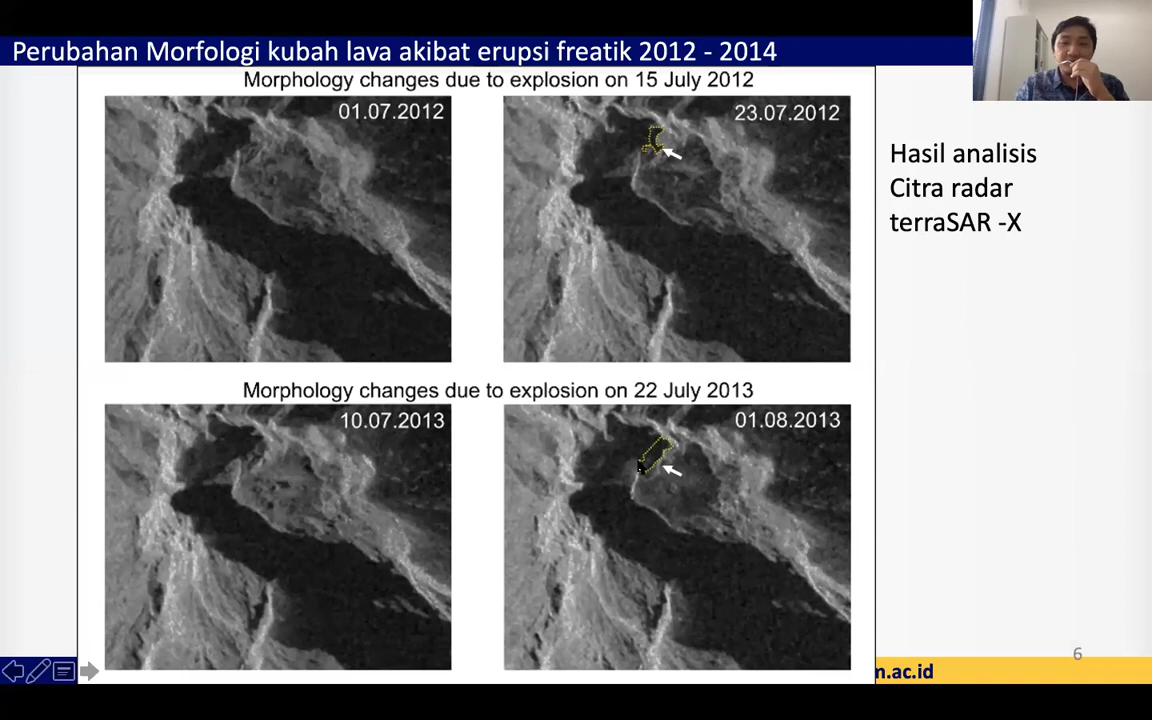 Perubahan Morfologi kubah lava akibat erupsi freatik 2012 - 2014
Morphology changes due to explosion on 15 July 2012
01.07.2012
23.07.2012
Hasil analisis
Citra radar
terraSAR -X
Morphology changes due to explosion on 22 July 2013
10.07.2013
01.08.2013
6
m.ac.id